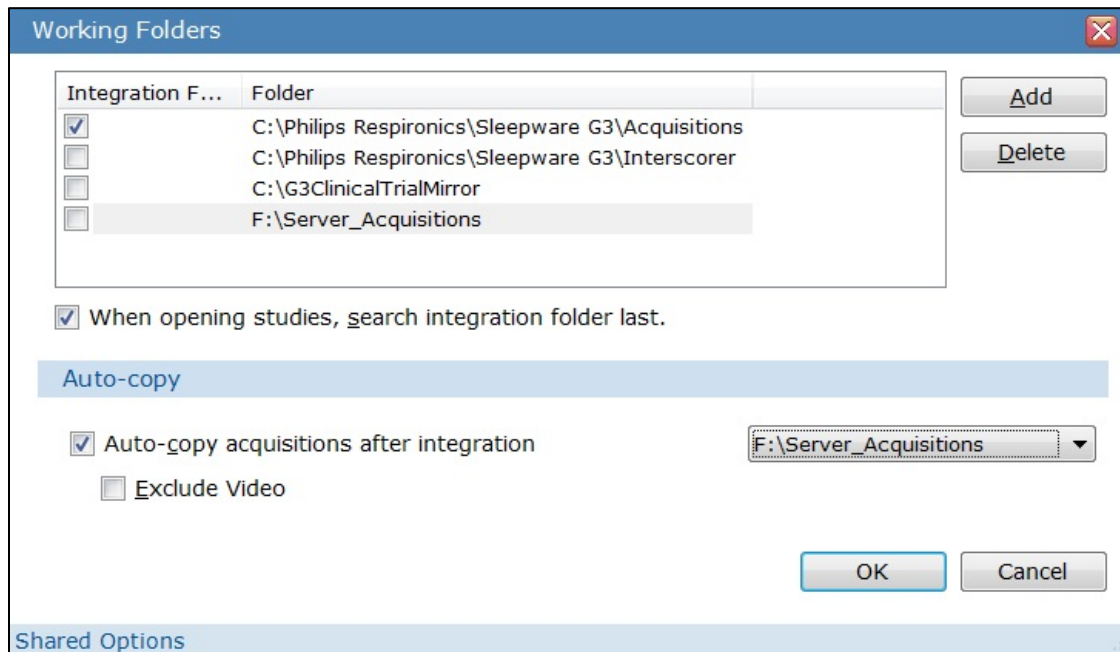 Working Folders
Integration F... Folder
Add
C:\Philips Respironics\Sleepware G3\Acquisitions
C:\Philips Respironics\Sleepware G3\Interscorer
Delete
C:\G3ClinicalTrialMirror
F:\Server_Acquisitions
When opening studies, search integration folder last.
Auto-copy
Auto-copy acquisitions after integration F:\Server_Acquisitions
Exclude Video
OK Cancel
Shared Options